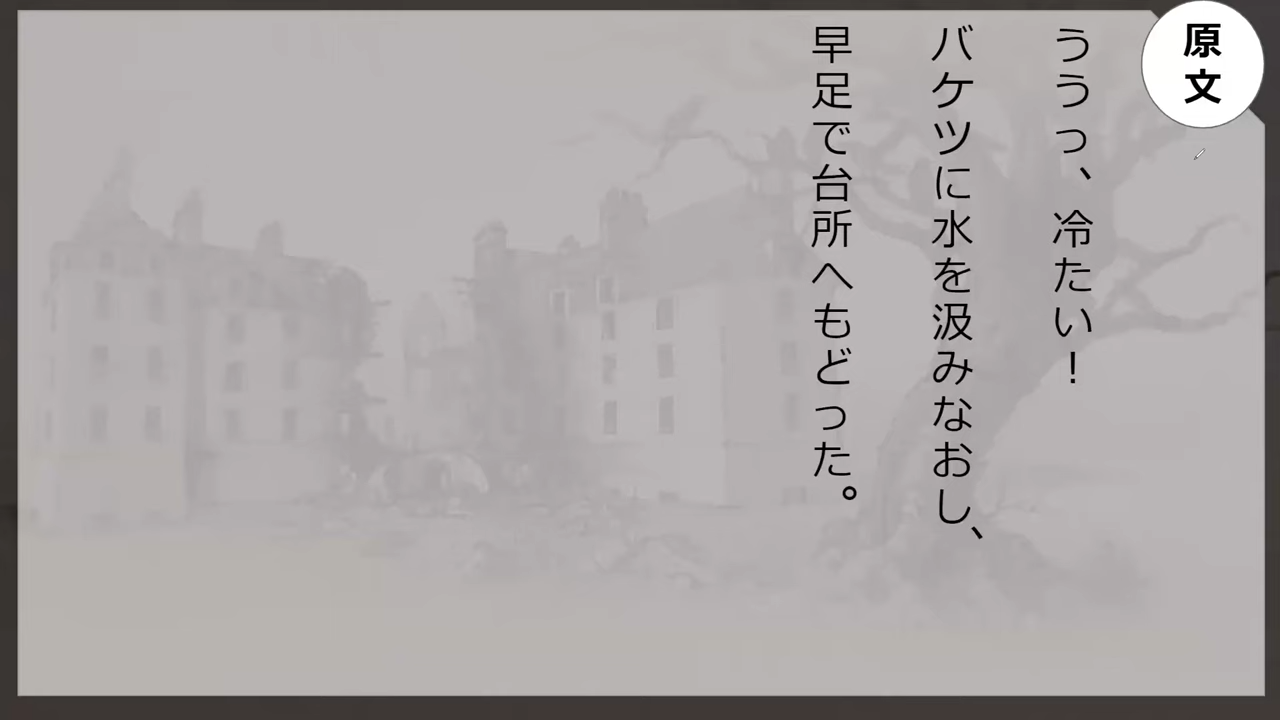 原文
ううっ、冷たい！
バケツに水を汲みなおし、
早足で台所へもどった。